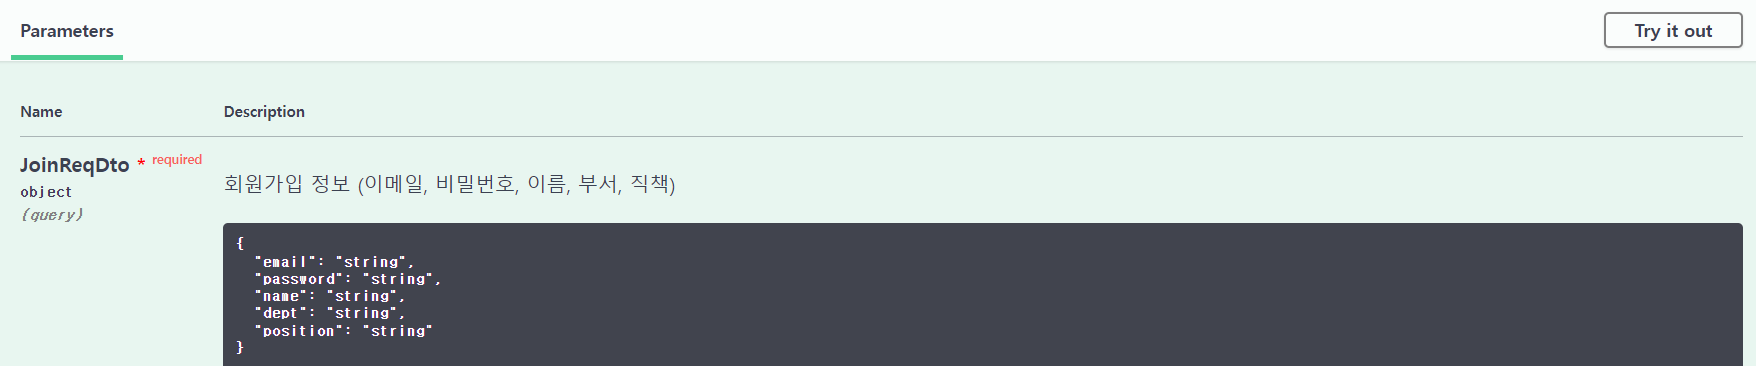 Parameters
Try it out
Name Description
JoinReqDto * required
object
(query)
회원가입 정보 (이메일, 비밀번호, 이름, 부서, 직책)
{
  "email": "string",
  "password": "string",
  "name": "string",
  "dept": "string",
  "position": "string"
}